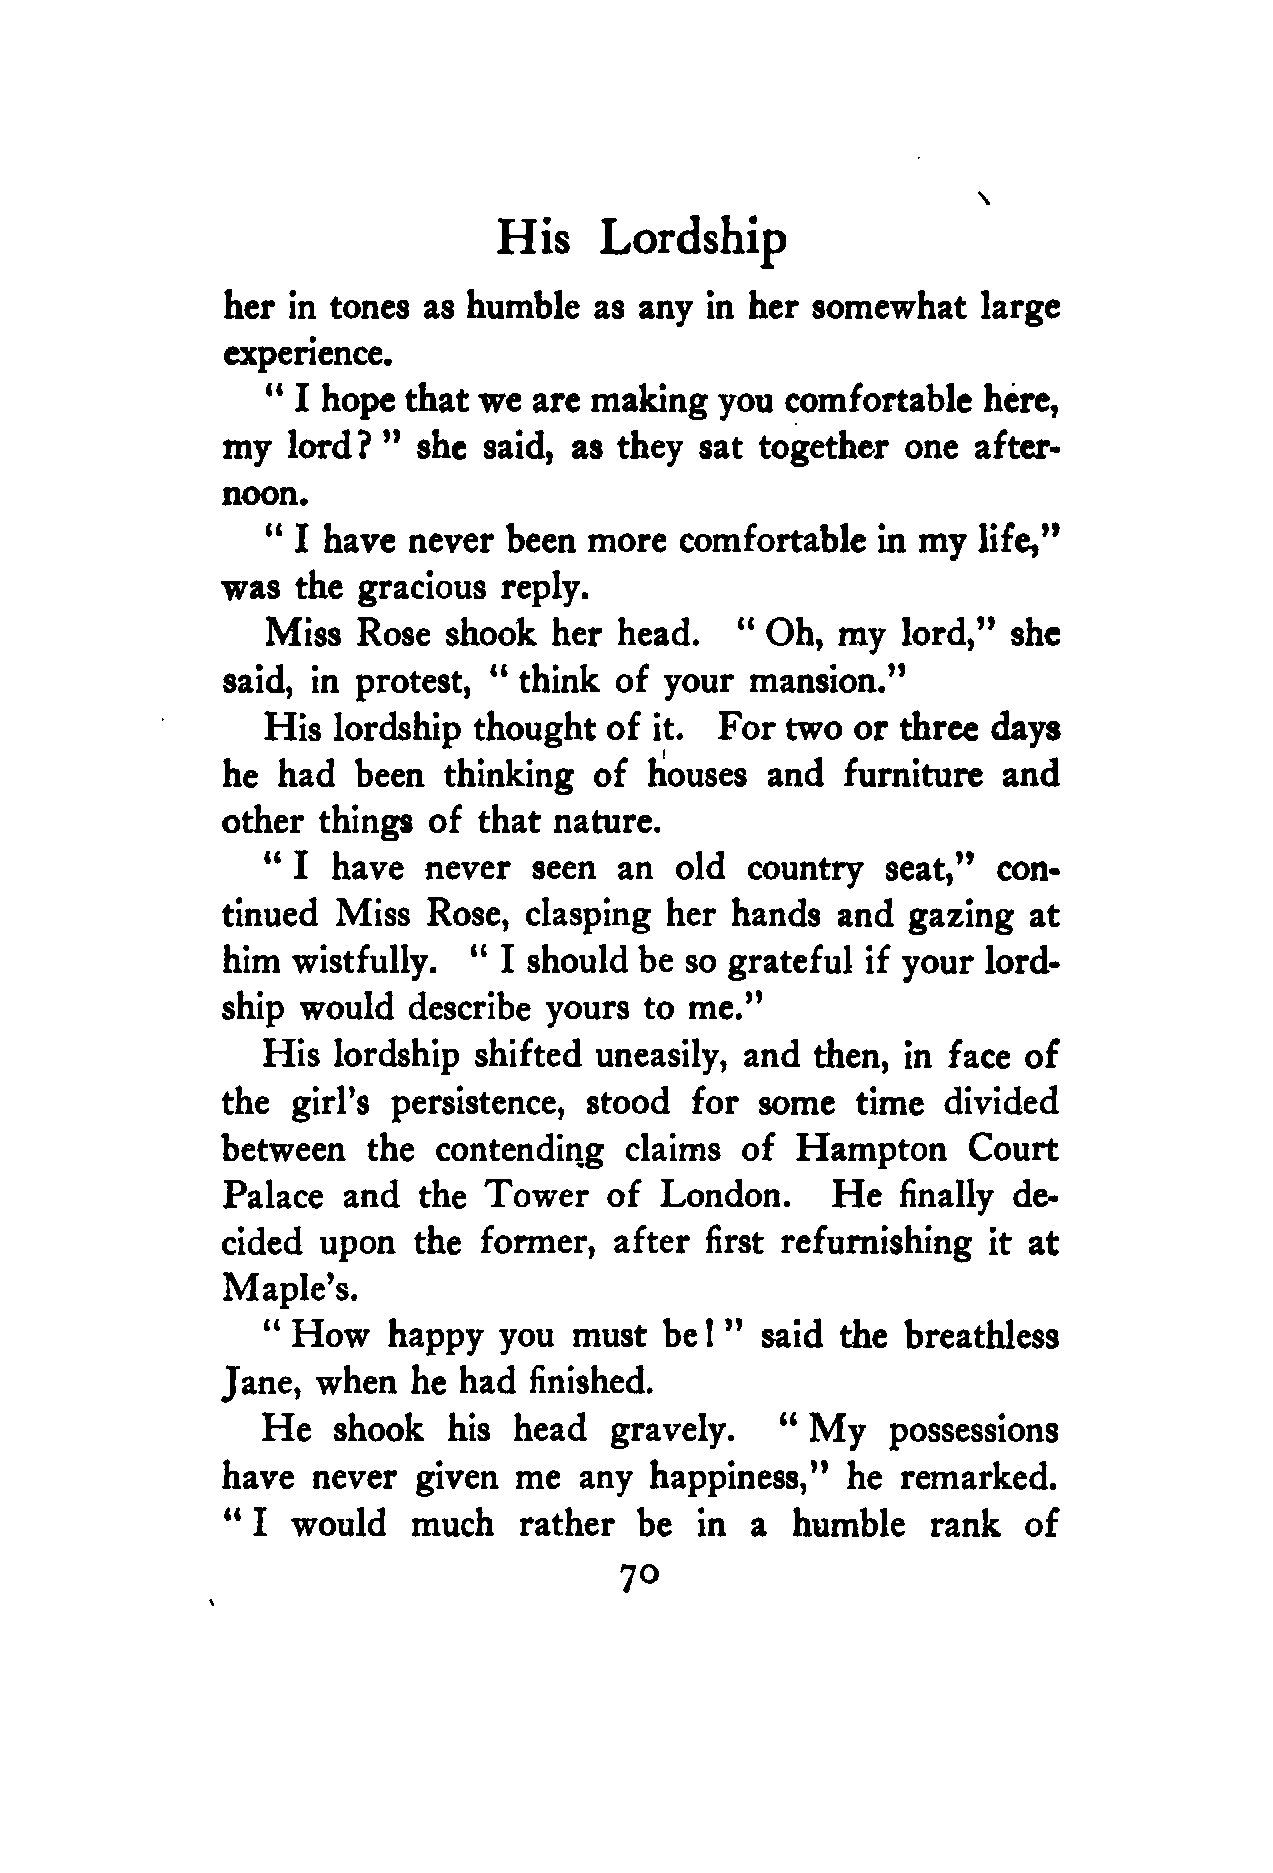 His Lordship
her in tones as humble as any in her somewhat large
experience.
" I hope that we are making you comfortable here,
my lord? " she said, as they sat together one after-
noon.
" I have never been more comfortable in my life,"
was the gracious reply.
Miss Rose shook her head. " Oh, my lord," she
said, in protest, " think of your mansion."
His lordship thought of it. For two or three days
he had been thinking of houses and furniture and
other things of that nature.
" I have never seen an old country seat," con-
tinued Miss Rose, clasping her hands and gazing at
him wistfully. " I should be so grateful if your lord-
ship would describe yours to me."
His lordship shifted uneasily, and then, in face of
the girl's persistence, stood for some time divided
between the contending claims of Hampton Court
Palace and the Tower of London. He finally de-
cided upon the former, after first refurnishing it at
Maple's.
" How happy you must be! " said the breathless
Jane, when he had finished.
He shook his head gravely. " My possessions
have never given me any happiness," he remarked.
" I would much rather be in a humble rank of
70